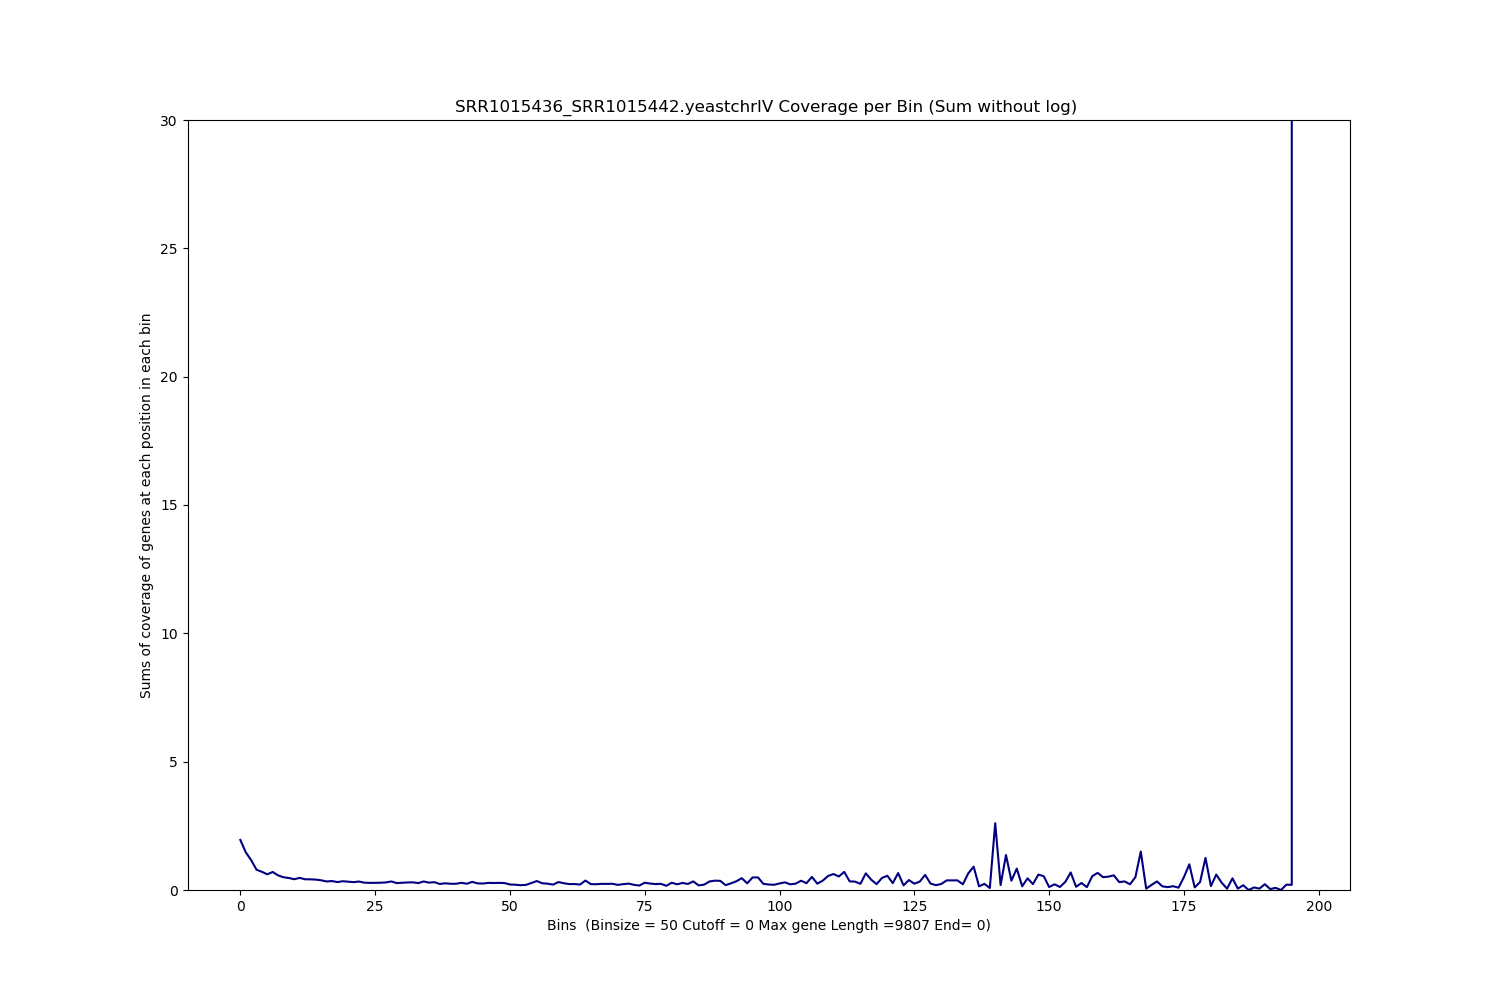 SRR1015436_SRR1015442.yeastchrIV Coverage per Bin (Sum without log)
30
25
20
15
10
5
0
Sums of coverage of genes at each position in each bin
0 25 50 75 100 125 150 175 200
Bins  (Binsize = 50 Cutoff = 0 Max gene Length =9807 End= 0)